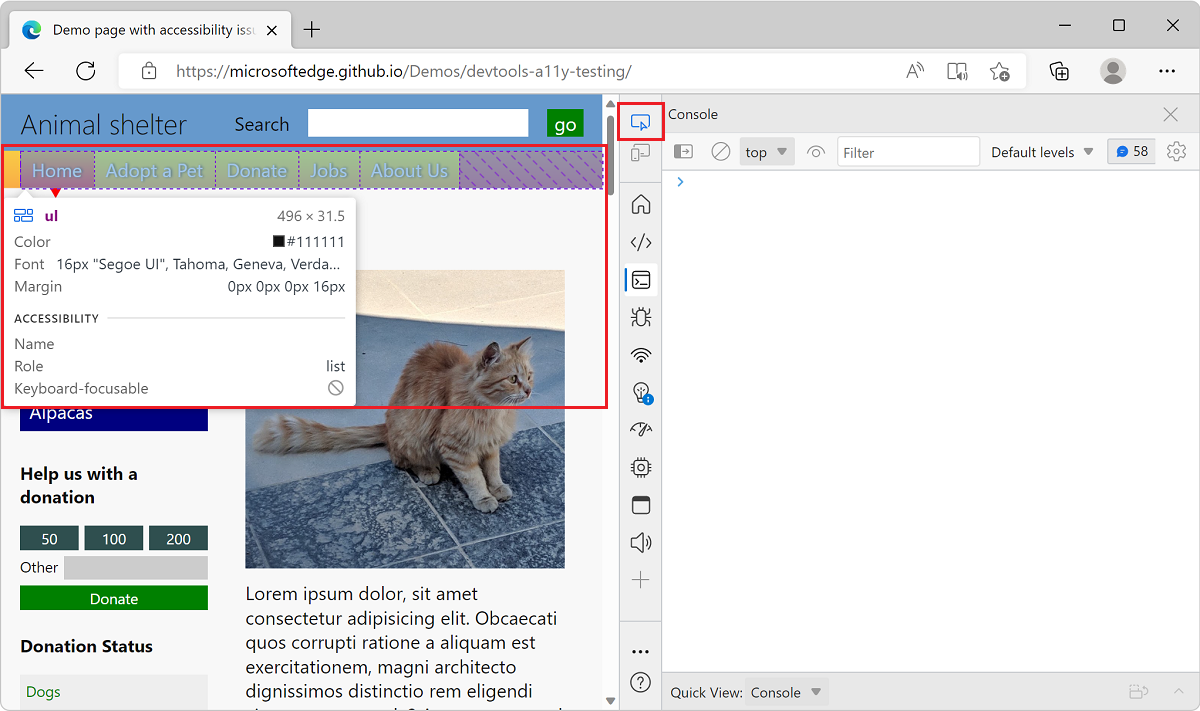 Demo page with accessibility issu
https://microsoftedge.github.io/Demos/devtools-a11y-testing/
Animal shelter
Search
go
Home Adopt a Pet Donate Jobs About Us
ul 496 × 31.5
Color #111111
Font 16px "Segoe UI", Tahoma, Geneva, Verda...
Margin 0px 0px 0px 16px
ACCESSIBILITY
Name
Role list
Keyboard-focusable
Alpacas
Help us with a
donation
50 100 200
Other
Donate
Donation Status
Dogs
Lorem ipsum dolor, sit amet
consectetur adipisicing elit. Obcaecati
quos corrupti ratione a aliquam est
exercitationem, magni architecto
dignissimos distinctio rem eligendi
Console
top Filter Default levels 58
Quick View: Console